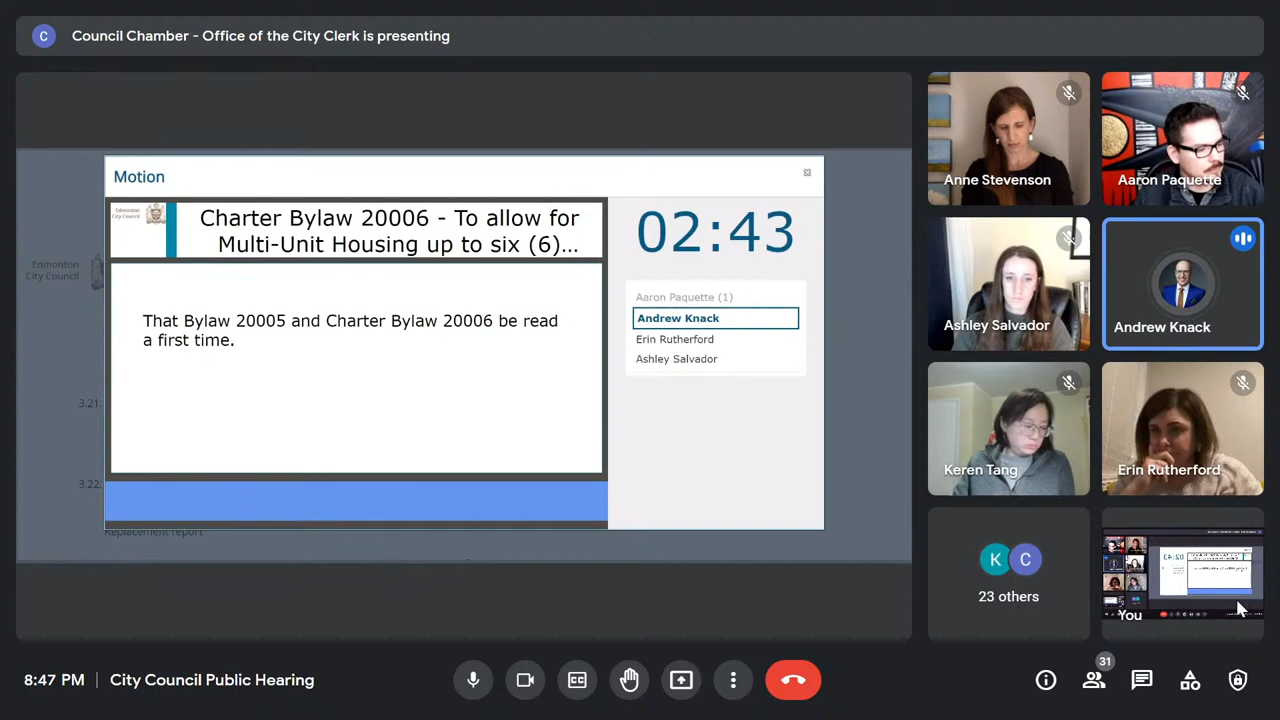 C
Council Chamber - Office of the City Clerk is presenting
Motion
Edmonton
City Council
Charter Bylaw 20006 - To allow for
Multi-Unit Housing up to six (6)...
That Bylaw 20005 and Charter Bylaw 20006 be read
a first time.
02:43
Aaron Paquette (1)
Andrew Knack
Erin Rutherford
Ashley Salvador
Edmonton
City Council
3.21.
3.22.
Replacement report
Anne Stevenson
Aaron Paquette
Ashley Salvador
Andrew Knack
Keren Tang
Erin Rutherford
K
C
23 others
You
8:47 PM
City Council Public Hearing
CC
31